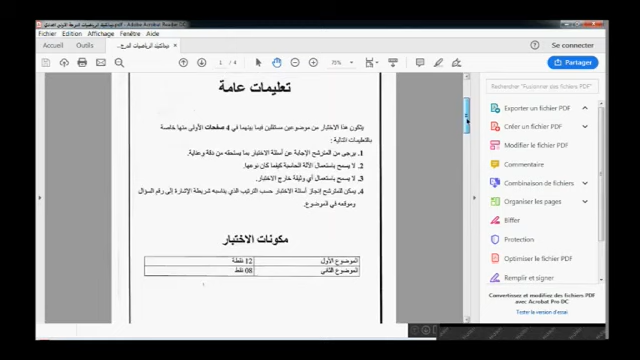 Fichier Edition Affichage Fenêtre Aide
Accueil Outils
Se connecter
1 / 4
75%
Partager
تعليمات عامة
يتكون هذا الاختبار من موضوعين مستقلين فيما بينهما في 4 صفحات الأولى منها خاصة
بالتعليمات التالية:
1. يرجى من المترشح الإجابة عن أسئلة الاختبار بما يستحقه من دقة وعناية.
2. لا يسمح باستعمال الآلة الحاسبة كيفما كان نوعها.
3. لا يسمح باستعمال أي وثيقة خارج الاختبار.
4. يمكن للمترشح إنجاز أسئلة الاختبار حسب الترتيب الذي يناسبه شريطة الإشارة إلى رقم السؤال
وموقعه في الموضوع.
مكونات الاختبار
الموضوع الأول 12 نقطة
الموضوع الثاني 08 نقط
Rechercher "Fusionner des fichiers PDF"
Exporter un fichier PDF
Créer un fichier PDF
Modifier le fichier PDF
Commentaire
Combinaison de fichiers
Organiser les pages
Biffer
Protection
Optimiser le fichier PDF
Remplir et signer
Convertissez et modifiez des fichiers PDF
avec Acrobat Pro DC
Tester la version d'essai